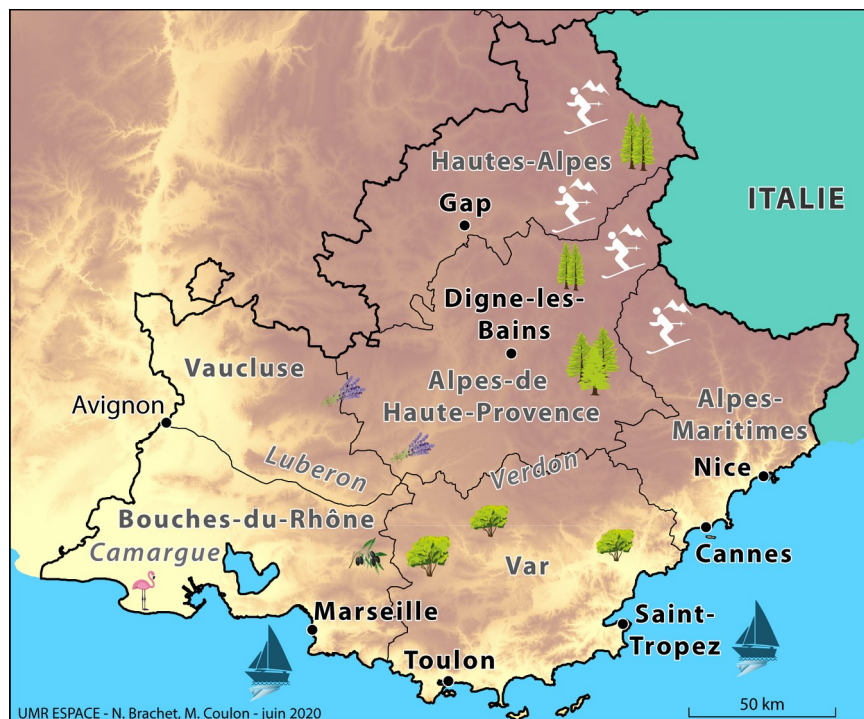 Hautes-Alpes
ITALIE
Gap
Digne-les-
Bains
Vaucluse
Alpes-de
Haute-Provence
Avignon
Alpes-
Maritimes
Luberon
Verdon
Nice
Bouches-du-Rhône
Camargue
Cannes
Var
Marseille
Saint-
Tropez
Toulon
50 km
UMR ESPACE - N. Brachet, M. Coulon - juin 2020